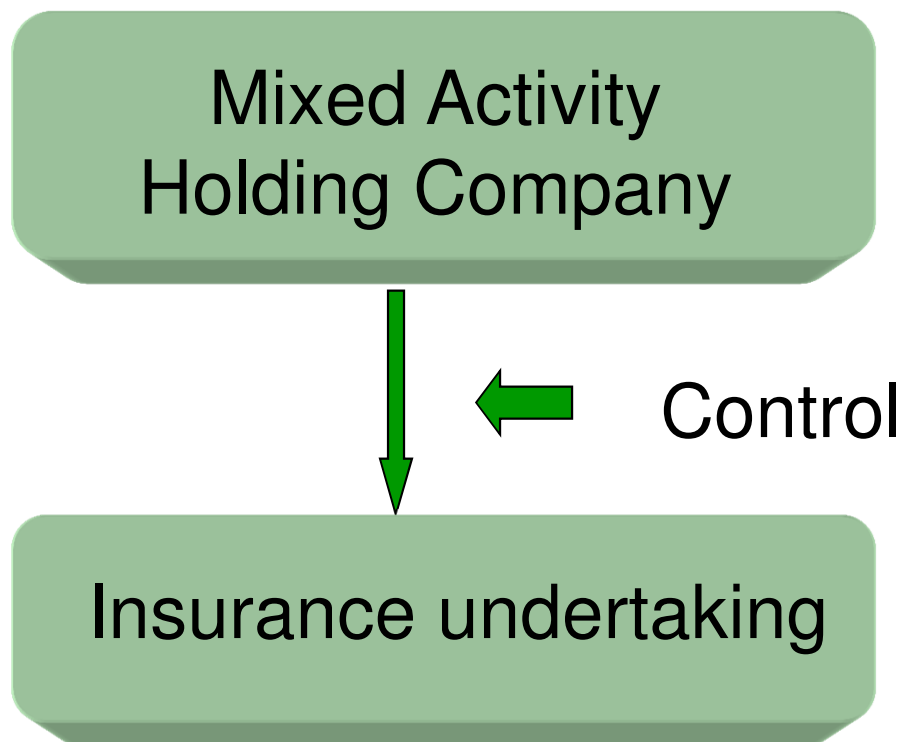 Mixed Activity
Holding Company
Control
Insurance undertaking